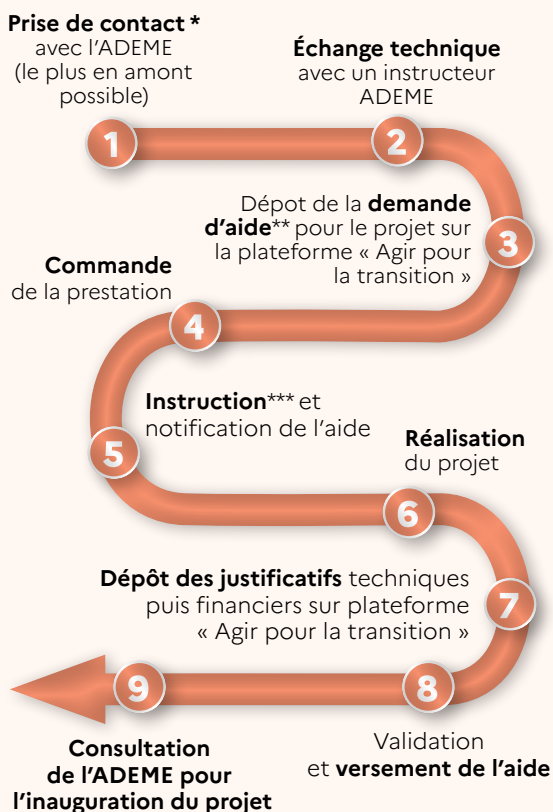 Prise de contact *
avec l'ADEME
(le plus en amont
possible)
1
Échange technique
avec un instructeur
ADEME
2
Dépot de la demande
d'aide** pour le projet sur
la plateforme « Agir pour
la transition »
3
Commande
de la prestation
4
Instruction*** et
notification de l'aide
5
Réalisation
du projet
6
Dépôt des justificatifs techniques
puis financiers sur plateforme
« Agir pour la transition »
7
8
Validation
et versement de l'aide
9
Consultation
de l'ADEME pour
l'inauguration du projet